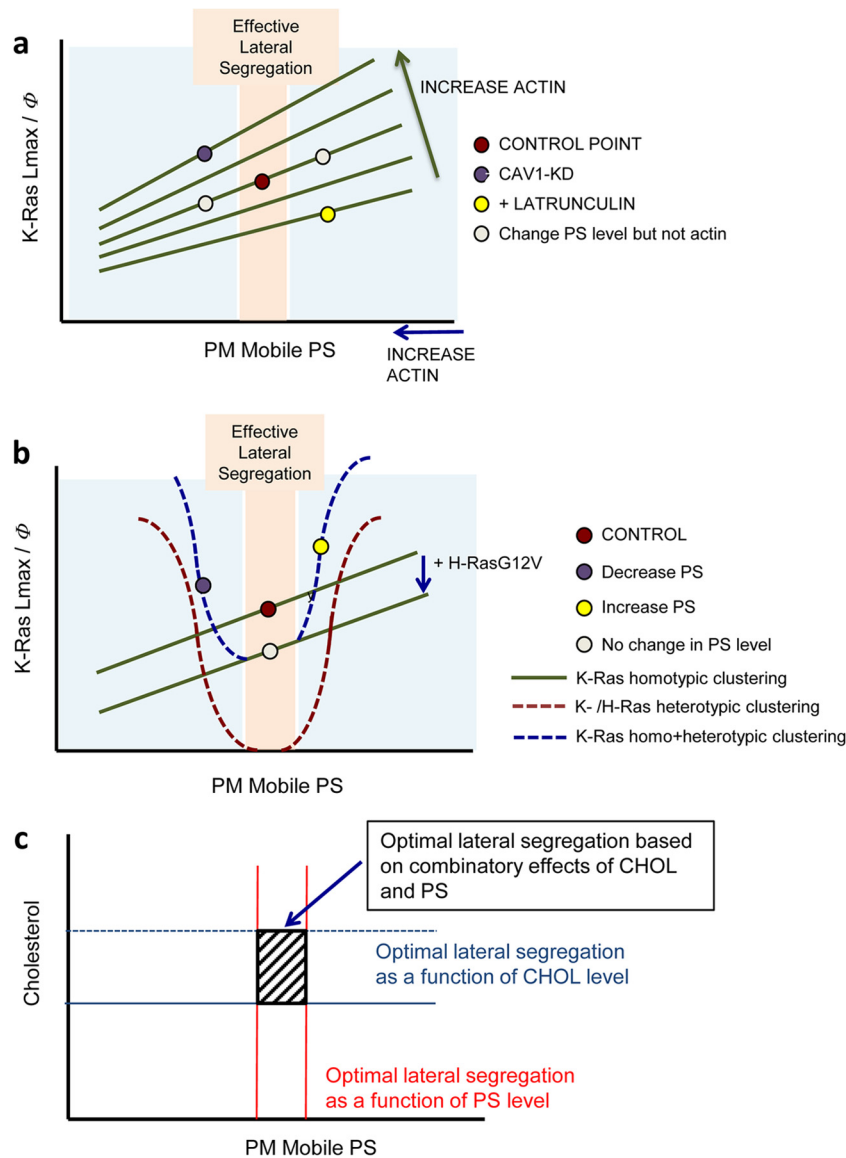 a
Effective
Lateral
Segregation
K-Ras Lmax / Φ
INCREASE ACTIN
CONTROL POINT
CAV1-KD
+ LATRUNCULIN
Change PS level but not actin
PM Mobile PS
INCREASE
ACTIN
b
Effective
Lateral
Segregation
K-Ras Lmax / Φ
+ H-RasG12V
CONTROL
Decrease PS
Increase PS
No change in PS level
K-Ras homotypic clustering
K- /H-Ras heterotypic clustering
K-Ras homo+heterotypic clustering
PM Mobile PS
c
Optimal lateral segregation based
on combinatory effects of CHOL
and PS
Cholesterol
Optimal lateral segregation
as a function of CHOL level
Optimal lateral segregation
as a function of PS level
PM Mobile PS